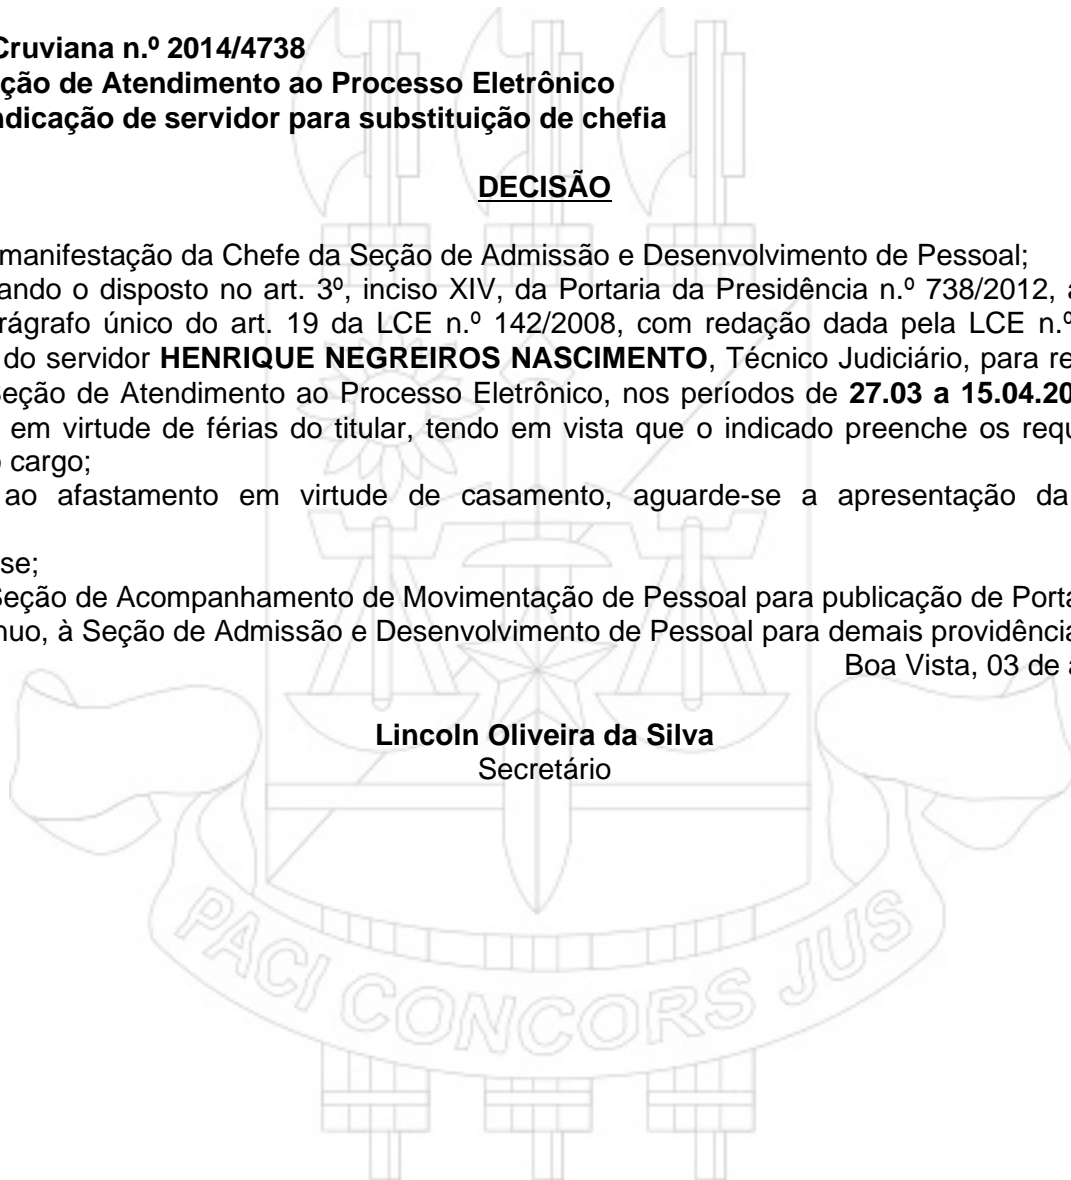 Cruviana n.º 2014/4738
ção de Atendimento ao Processo Eletrônico
ndicação de servidor para substituição de chefia
DECISÃO
manifestação da Chefe da Seção de Admissão e Desenvolvimento de Pessoal;
ando o disposto no art. 3º, inciso XIV, da Portaria da Presidência n.º 738/2012, a
rágrafo único do art. 19 da LCE n.º 142/2008, com redação dada pela LCE n.º
do servidor HENRIQUE NEGREIROS NASCIMENTO, Técnico Judiciário, para re
Seção de Atendimento ao Processo Eletrônico, nos períodos de 27.03 a 15.04.20
em virtude de férias do titular, tendo em vista que o indicado preenche os requ
o cargo;
ao afastamento em virtude de casamento, aguarde-se a apresentação da
se;
Seção de Acompanhamento de Movimentação de Pessoal para publicação de Porta
nuo, à Seção de Admissão e Desenvolvimento de Pessoal para demais providência
Boa Vista, 03 de a
Lincoln Oliveira da Silva
Secretário
PACI CONCORS JUS